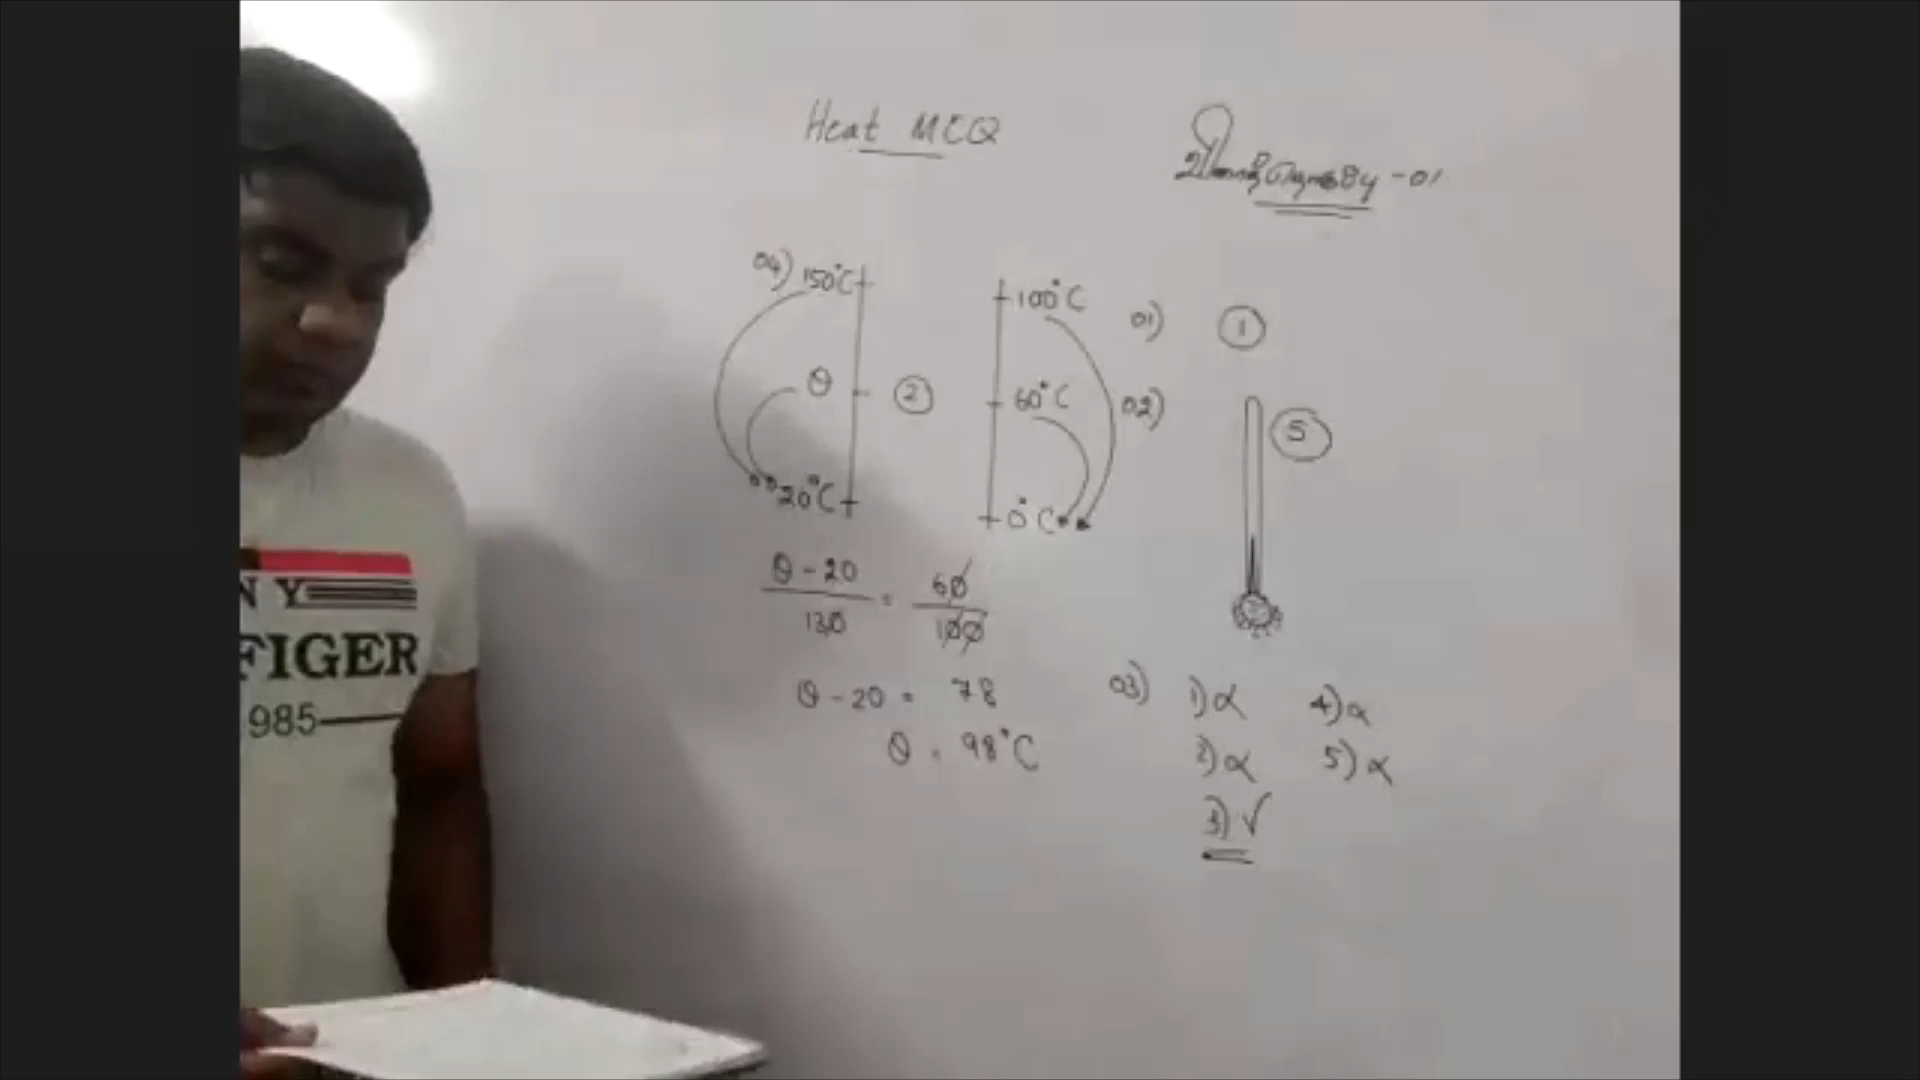 Heat MCQ
வினாத்தொகுதி -01
04) 150°C
θ
20°C
2
100°C
60°C
0°C
θ - 20 / 130 = 60 / 100
θ - 20 = 78
θ = 98°C
01) 1
02) 5
03) 1) α 4) α
2) α 5) α
3) √
NY
FIGER
985